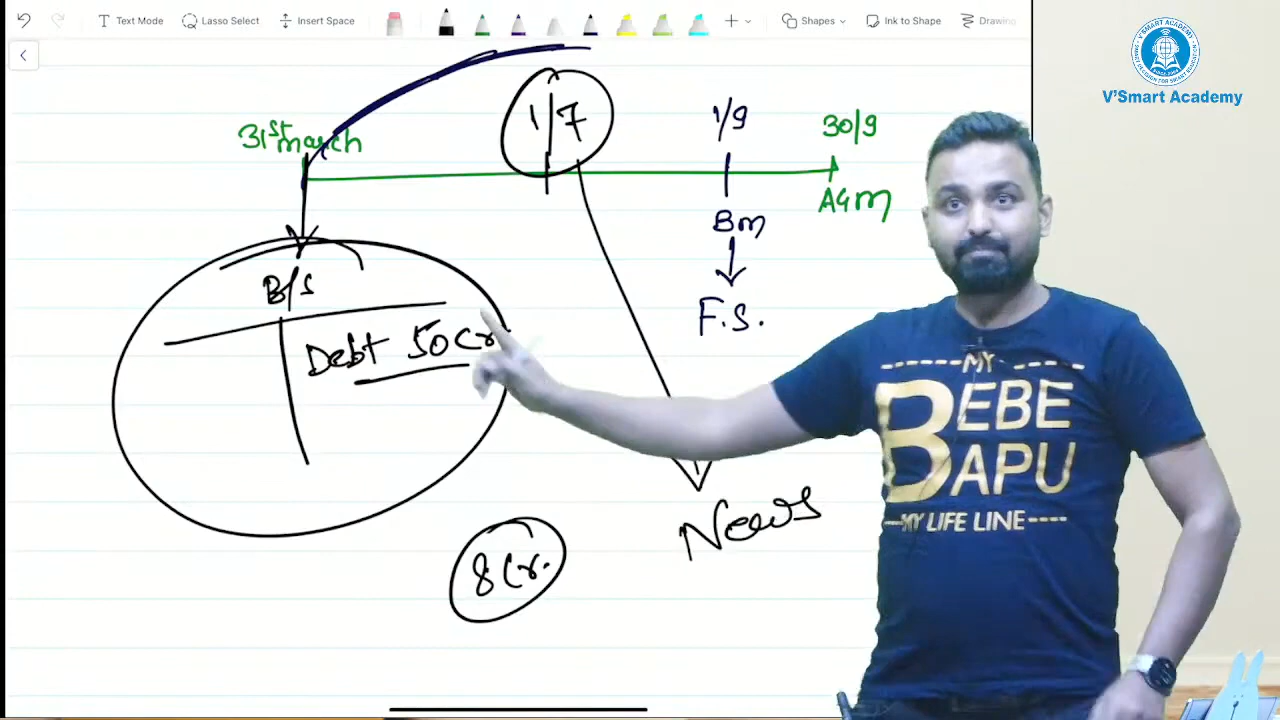 Text Mode
Lasso Select
Insert Space
Shapes
Ink to Shape
Drawing
V'Smart Academy
31st march
1/7
1/9
30/9
AGM
BM
F.S.
B/S
Debt 50 Cr
News
8 Cr.
MY
BEBE
BAPU
MY LIFE LINE